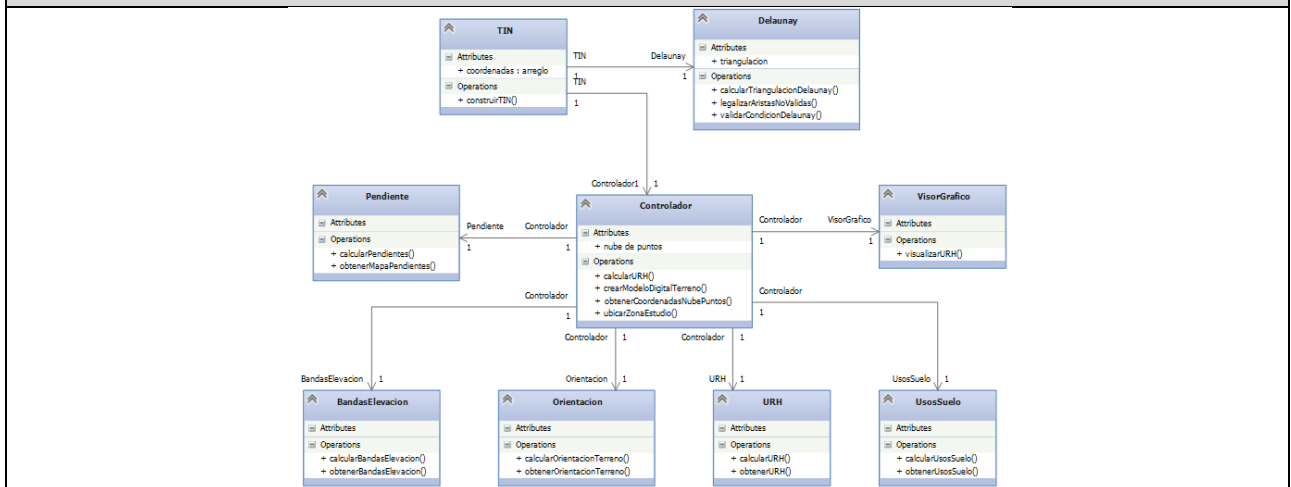 TIN
Attributes
+ coordenadas : arreglo
Operations
+ construirTIN()
Delaunay
Attributes
+ triangulacion
Operations
+ calcularTriangulacionDelaunay()
+ legalizarAristasNoValidas()
+ validarCondicionDelaunay()
TIN
Delaunay
1
1
TIN
1
Controlador1
1
Pendiente
Attributes
Operations
+ calcularPendientes()
+ obtenerMapaPendientes()
Pendiente
Controlador
1
1
Controlador
Attributes
+ nube de puntos
Operations
+ calcularURH()
+ crearModeloDigitalTerreno()
+ obtenerCoordenadasNubePuntos()
+ ubicarZonaEstudio()
Controlador
VisorGrafico
1
1
VisorGrafico
Attributes
Operations
+ visualizarURH()
Controlador
1
Controlador
1
Controlador
1
Controlador
1
BandasElevacion
1
Orientacion
1
URH
1
UsosSuelo
1
BandasElevacion
Attributes
Operations
+ calcularBandasElevacion()
+ obtenerBandasElevacion()
Orientacion
Attributes
Operations
+ calcularOrientacionTerreno()
+ obtenerOrientacionTerreno()
URH
Attributes
Operations
+ calcularURH()
+ obtenerURH()
UsosSuelo
Attributes
Operations
+ calcularUsosSuelo()
+ obtenerUsosSuelo()